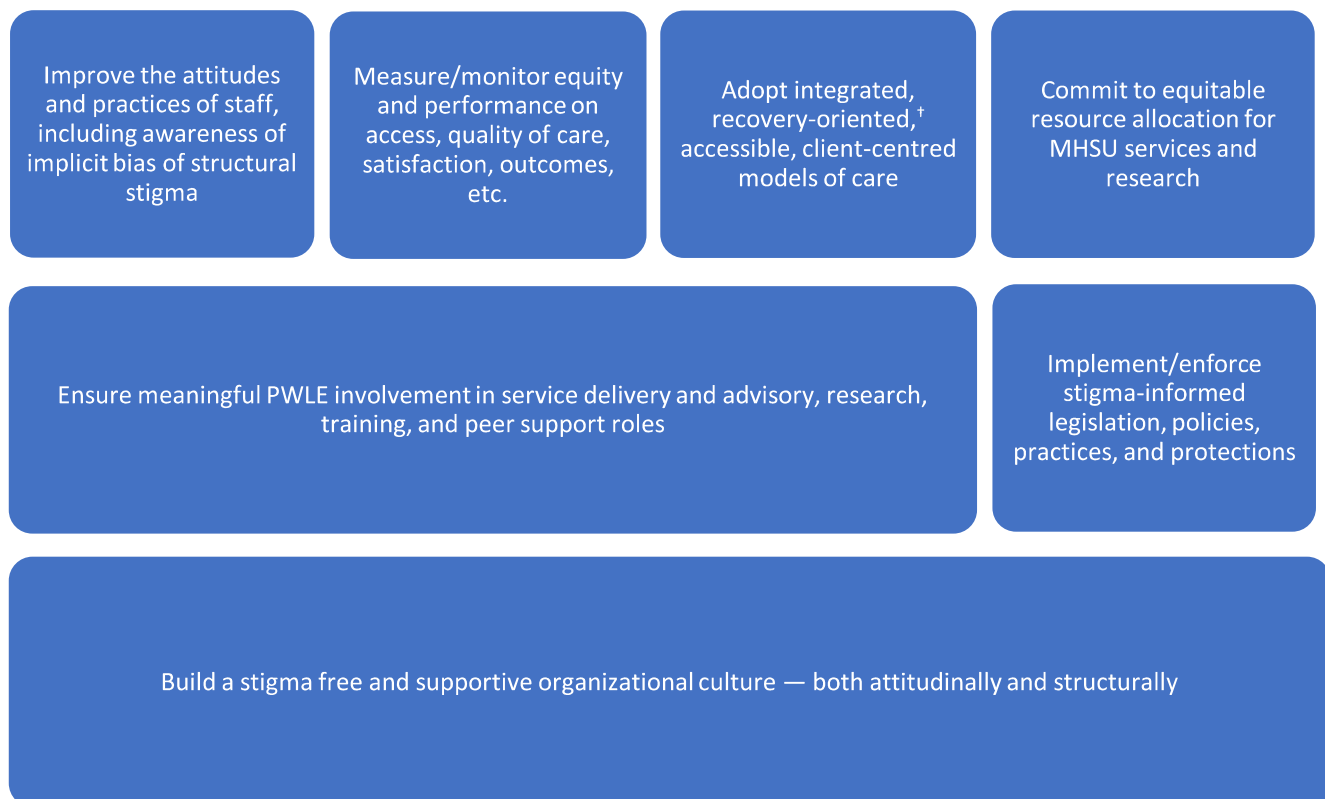 Improve the attitudes
and practices of staff,
including awareness of
implicit bias of structural
stigma
Measure/monitor equity
and performance on
access, quality of care,
satisfaction, outcomes,
etc.
Adopt integrated,
recovery-oriented,†
accessible, client-centred
models of care
Commit to equitable
resource allocation for
MHSU services and
research
Ensure meaningful PWLE involvement in service delivery and advisory, research,
training, and peer support roles
Implement/enforce
stigma-informed
legislation, policies,
practices, and protections
Build a stigma free and supportive organizational culture — both attitudinally and structurally